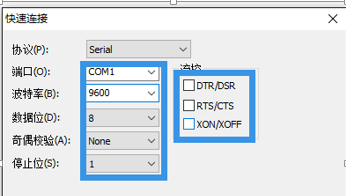 快速连接
协议(P): Serial
端口(O): COM1
流控
波特率(B): 9600
DTR/DSR
数据位(D): 8
RTS/CTS
奇偶校验(A): None
XON/XOFF
停止位(S): 1